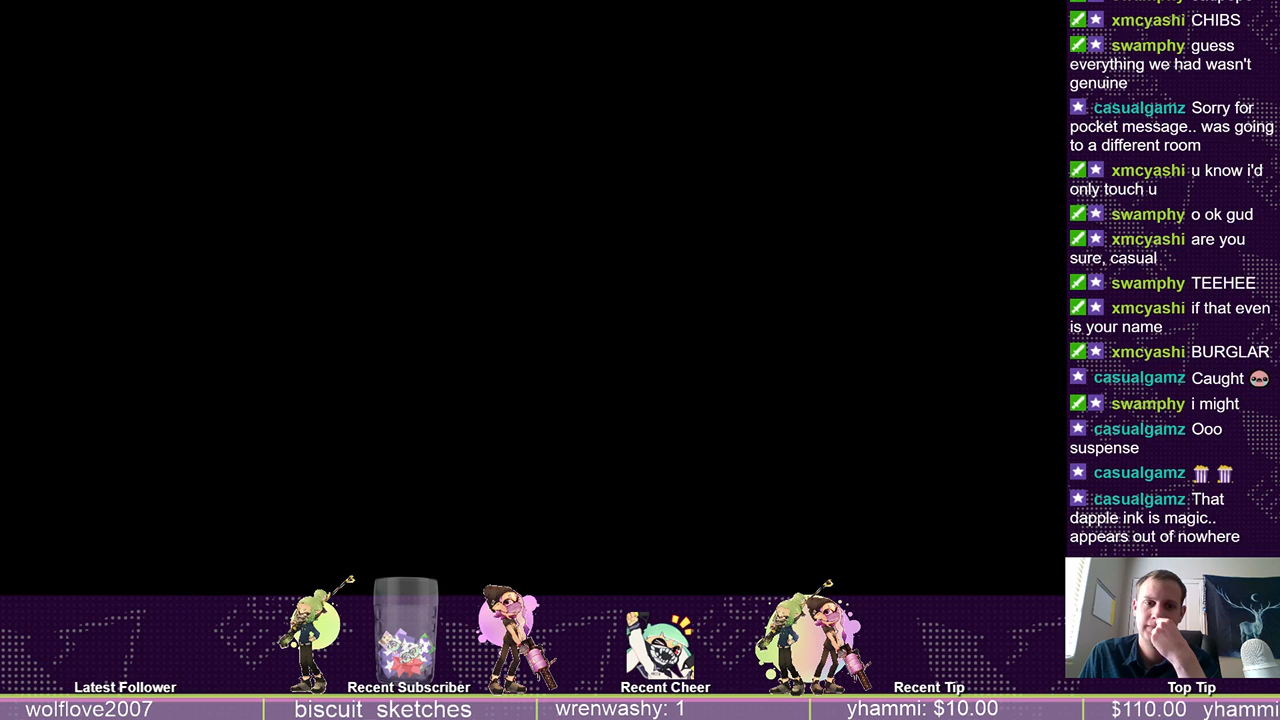 xmcyashi CHIBS
swamphy guess
everything we had wasn't
genuine
casualgamz Sorry for
pocket message.. was going
to a different room
xmcyashi u know i'd
only touch u
swamphy o ok gud
xmcyashi are you
sure, casual
swamphy TEEHEE
xmcyashi if that even
is your name
xmcyashi BURGLAR
casualgamz Caught
swamphy i might
casualgamz Ooo
suspense
casualgamz
casualgamz That
dapple ink is magic..
appears out of nowhere
Latest Follower
Recent Subscriber
Recent Cheer
Recent Tip
Top Tip
wolflove2007
biscuit_sketches
wrenwashy: 1
yhammi: $10.00
$110.00 yhammi